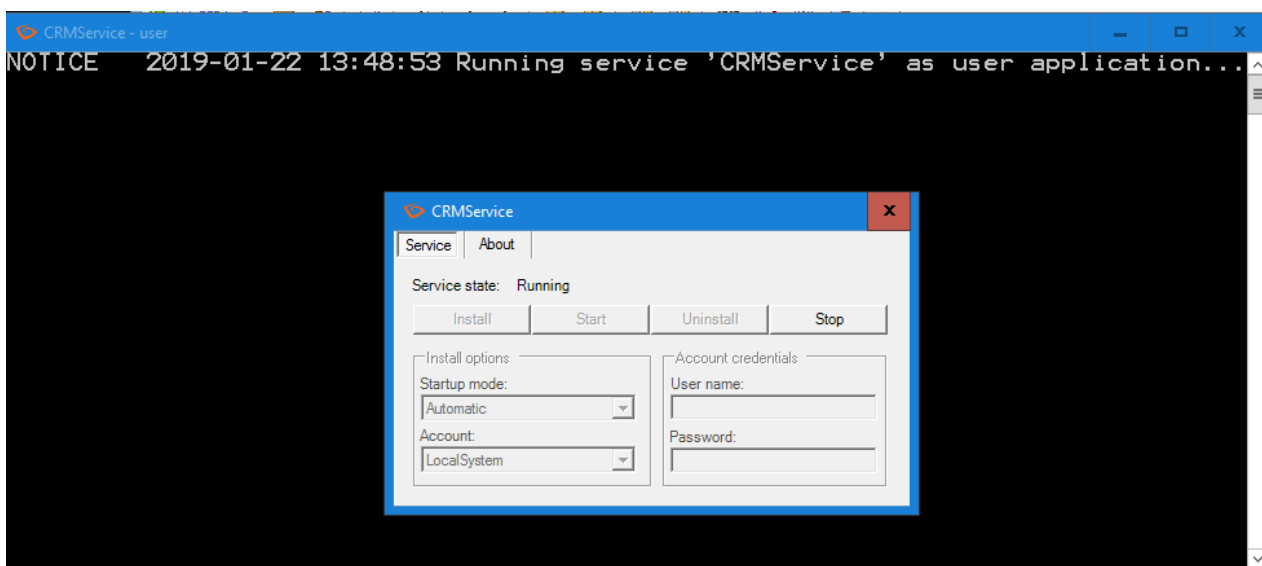 CRMService - user
NOTICE 2019-01-22 13:48:53 Running service 'CRMService' as user application...
CRMService
Service About
Service state: Running
Install Start Uninstall Stop
Install options Account credentials
Startup mode: User name:
Automatic
Account: Password:
LocalSystem